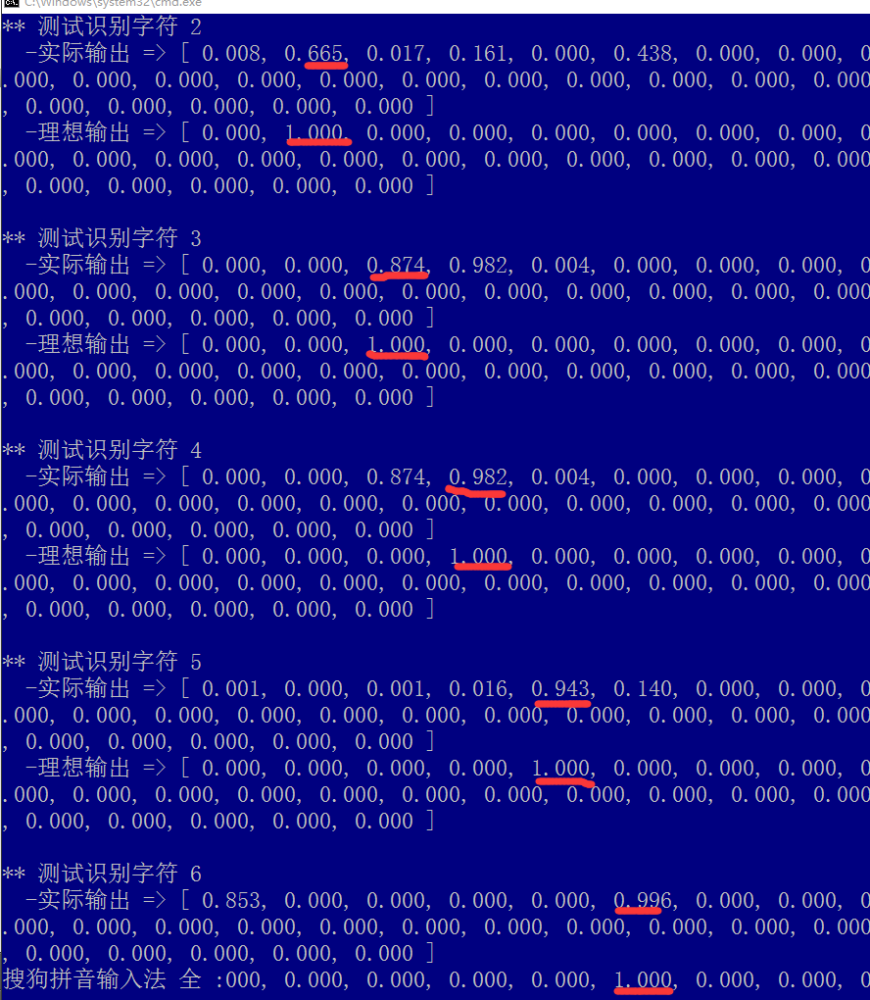 C:\Windows\system32\cmd.exe
** 测试识别字符 2
-实际输出 => [ 0.008, 0.665, 0.017, 0.161, 0.000, 0.438, 0.000, 0.000, 0
.000, 0.000, 0.000, 0.000, 0.000, 0.000, 0.000, 0.000, 0.000, 0.000, 0.000
, 0.000, 0.000, 0.000, 0.000, 0.000 ]
-理想输出 => [ 0.000, 1.000, 0.000, 0.000, 0.000, 0.000, 0.000, 0.000, 0
.000, 0.000, 0.000, 0.000, 0.000, 0.000, 0.000, 0.000, 0.000, 0.000, 0.000
, 0.000, 0.000, 0.000, 0.000, 0.000 ]
** 测试识别字符 3
-实际输出 => [ 0.000, 0.000, 0.874, 0.982, 0.004, 0.000, 0.000, 0.000, 0
.000, 0.000, 0.000, 0.000, 0.000, 0.000, 0.000, 0.000, 0.000, 0.000, 0.000
, 0.000, 0.000, 0.000, 0.000, 0.000 ]
-理想输出 => [ 0.000, 0.000, 1.000, 0.000, 0.000, 0.000, 0.000, 0.000, 0
.000, 0.000, 0.000, 0.000, 0.000, 0.000, 0.000, 0.000, 0.000, 0.000, 0.000
, 0.000, 0.000, 0.000, 0.000, 0.000 ]
** 测试识别字符 4
-实际输出 => [ 0.000, 0.000, 0.874, 0.982, 0.004, 0.000, 0.000, 0.000, 0
.000, 0.000, 0.000, 0.000, 0.000, 0.000, 0.000, 0.000, 0.000, 0.000, 0.000
, 0.000, 0.000, 0.000, 0.000, 0.000 ]
-理想输出 => [ 0.000, 0.000, 0.000, 1.000, 0.000, 0.000, 0.000, 0.000, 0
.000, 0.000, 0.000, 0.000, 0.000, 0.000, 0.000, 0.000, 0.000, 0.000, 0.000
, 0.000, 0.000, 0.000, 0.000, 0.000 ]
** 测试识别字符 5
-实际输出 => [ 0.001, 0.000, 0.001, 0.016, 0.943, 0.140, 0.000, 0.000, 0
.000, 0.000, 0.000, 0.000, 0.000, 0.000, 0.000, 0.000, 0.000, 0.000, 0.000
, 0.000, 0.000, 0.000, 0.000, 0.000 ]
-理想输出 => [ 0.000, 0.000, 0.000, 0.000, 1.000, 0.000, 0.000, 0.000, 0
.000, 0.000, 0.000, 0.000, 0.000, 0.000, 0.000, 0.000, 0.000, 0.000, 0.000
, 0.000, 0.000, 0.000, 0.000, 0.000 ]
** 测试识别字符 6
-实际输出 => [ 0.853, 0.000, 0.000, 0.000, 0.000, 0.996, 0.000, 0.000, 0
.000, 0.000, 0.000, 0.000, 0.000, 0.000, 0.000, 0.000, 0.000, 0.000, 0.000
, 0.000, 0.000, 0.000, 0.000, 0.000 ]
搜狗拼音输入法 全 :000, 0.000, 0.000, 0.000, 0.000, 1.000, 0.000, 0.000, 0